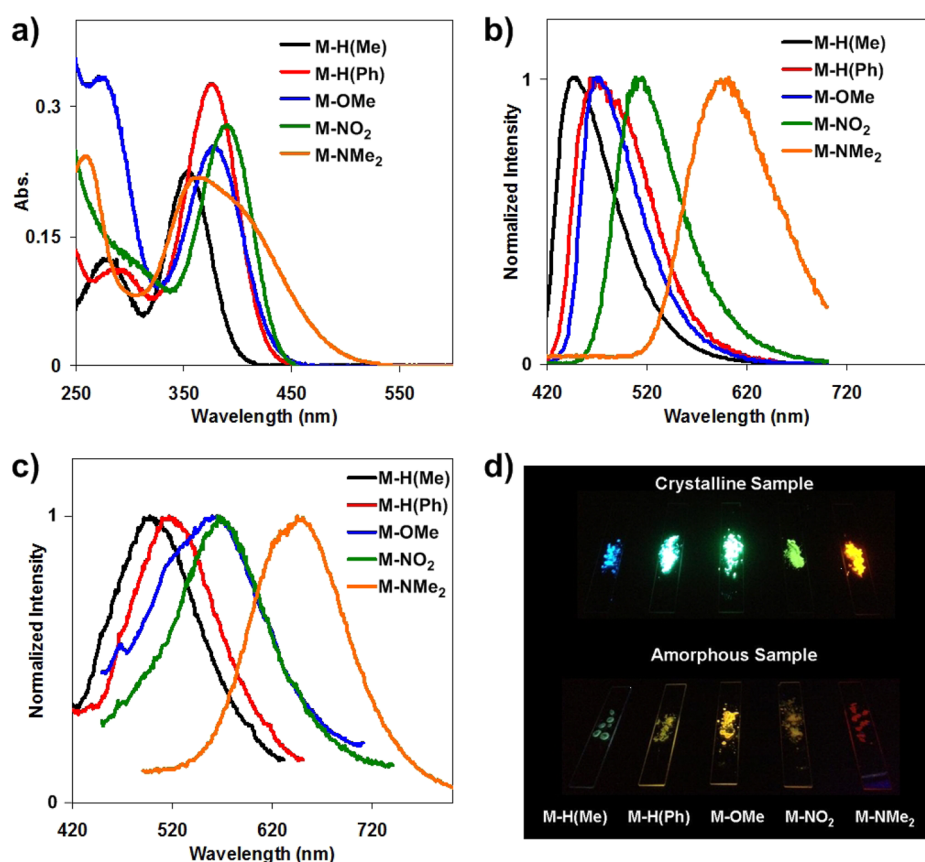 a)
M-H(Me)
M-H(Ph)
M-OMe
M-NO₂
M-NMe₂
Abs.
0.3
0.15
0
250 350 450 550
Wavelength (nm)
b)
M-H(Me)
M-H(Ph)
M-OMe
M-NO₂
M-NMe₂
Normalized Intensity
1
0
420 520 620 720
Wavelength (nm)
c)
M-H(Me)
M-H(Ph)
M-OMe
M-NO₂
M-NMe₂
Normalized Intensity
1
0
420 520 620 720
Wavelength (nm)
d)
Crystalline Sample
Amorphous Sample
M-H(Me) M-H(Ph) M-OMe M-NO₂ M-NMe₂